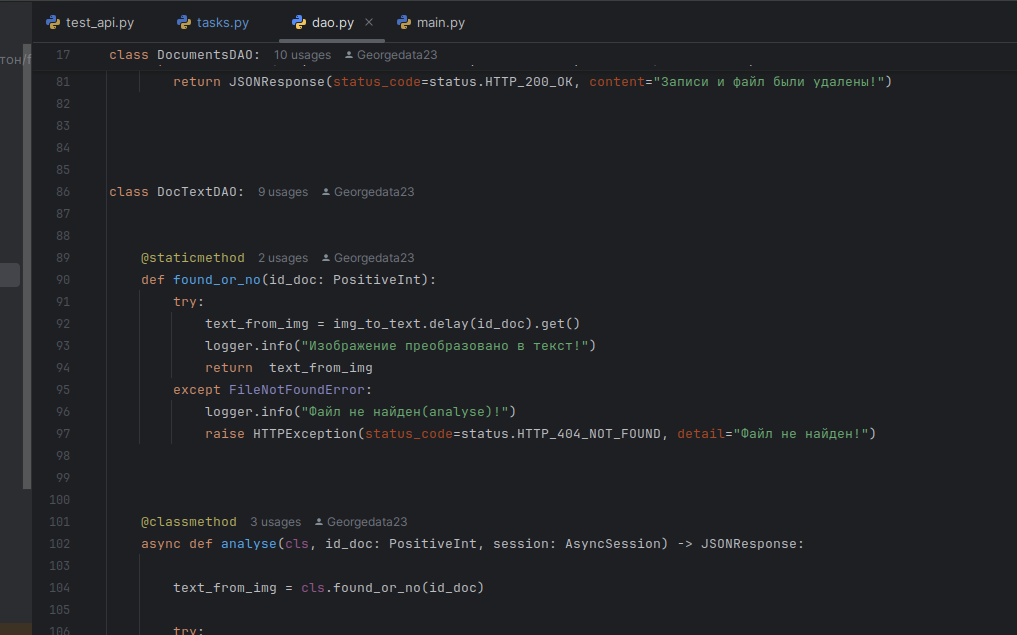 test_api.py tasks.py dao.py main.py
17 class DocumentsDAO: 10 usages Georgedata23
81 return JSONResponse(status_code=status.HTTP_200_OK, content="Записи и файл были удалены!")
82
83
84
85
86 class DocTextDAO: 9 usages Georgedata23
87
88
89 @staticmethod 2 usages Georgedata23
90 def found_or_no(id_doc: PositiveInt):
91 try:
92 text_from_img = img_to_text.delay(id_doc).get()
93 logger.info("Изображение преобразовано в текст!")
94 return  text_from_img
95 except FileNotFoundError:
96 logger.info("Файл не найден(analyse)!")
97 raise HTTPException(status_code=status.HTTP_404_NOT_FOUND, detail="Файл не найден!")
98
99
100
101 @classmethod 3 usages Georgedata23
102 async def analyse(cls, id_doc: PositiveInt, session: AsyncSession) -> JSONResponse:
103
104 text_from_img = cls.found_or_no(id_doc)
105
106 try: